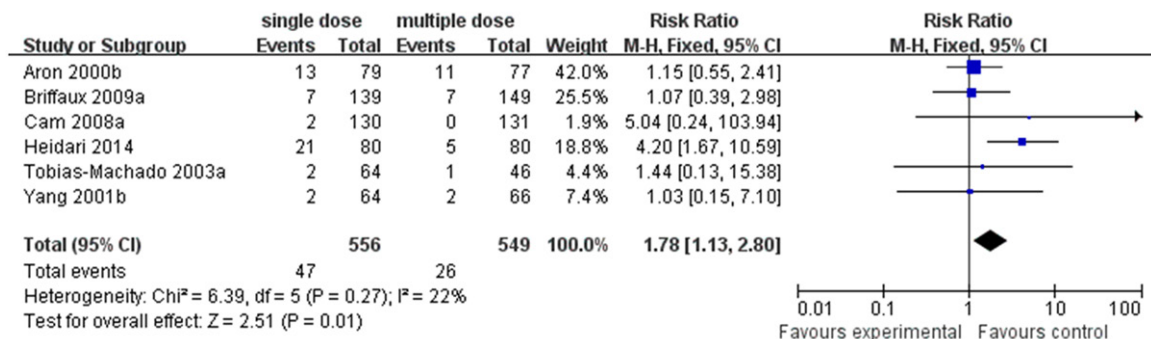 single dose multiple dose Risk Ratio Risk Ratio
Study or Subgroup Events Total Events Total Weight M-H, Fixed, 95% CI M-H, Fixed, 95% CI
Aron 2000b 13 79 11 77 42.0% 1.15 [0.55, 2.41]
Briffaux 2009a 7 139 7 149 25.5% 1.07 [0.39, 2.98]
Cam 2008a 2 130 0 131 1.9% 5.04 [0.24, 103.94]
Heidari 2014 21 80 5 80 18.8% 4.20 [1.67, 10.59]
Tobias-Machado 2003a 2 64 1 46 4.4% 1.44 [0.13, 15.38]
Yang 2001b 2 64 2 66 7.4% 1.03 [0.15, 7.10]
Total (95% CI) 556 549 100.0% 1.78 [1.13, 2.80]
Total events 47 26
Heterogeneity: Chi² = 6.39, df = 5 (P = 0.27); I² = 22%
Test for overall effect: Z = 2.51 (P = 0.01)
0.01 0.1 1 10 100
Favours experimental Favours control